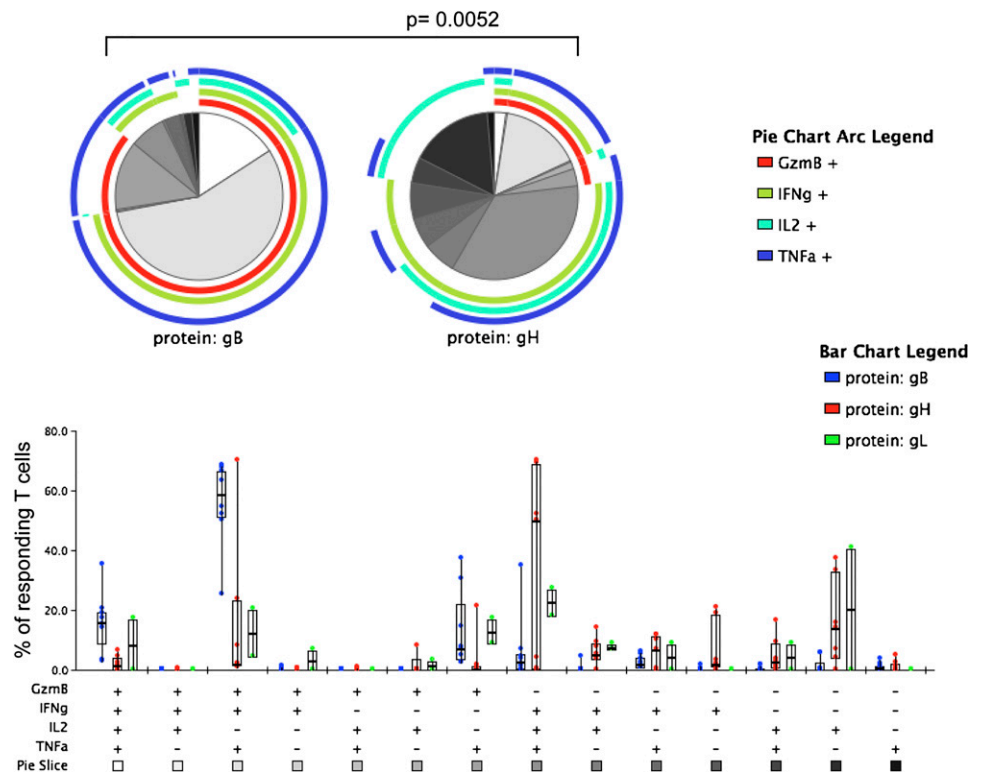 p= 0.0052
protein: gB
protein: gH
Pie Chart Arc Legend
GzmB +
IFNg +
IL2 +
TNFa +
Bar Chart Legend
protein: gB
protein: gH
protein: gL
% of responding T cells
80.0
60.0
40.0
20.0
0.0
GzmB + + + + + + + - - - - - - -
IFNg + + + + - - - + + + + - - -
IL2 + + - - + + - + + - - + + -
TNFa + - + - + - + + - + - + - +
Pie Slice